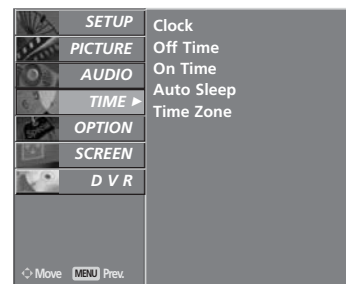 SETUP
PICTURE
AUDIO
TIME ►
OPTION
SCREEN
D V R
Clock
Off Time
On Time
Auto Sleep
Time Zone
Move MENU Prev.